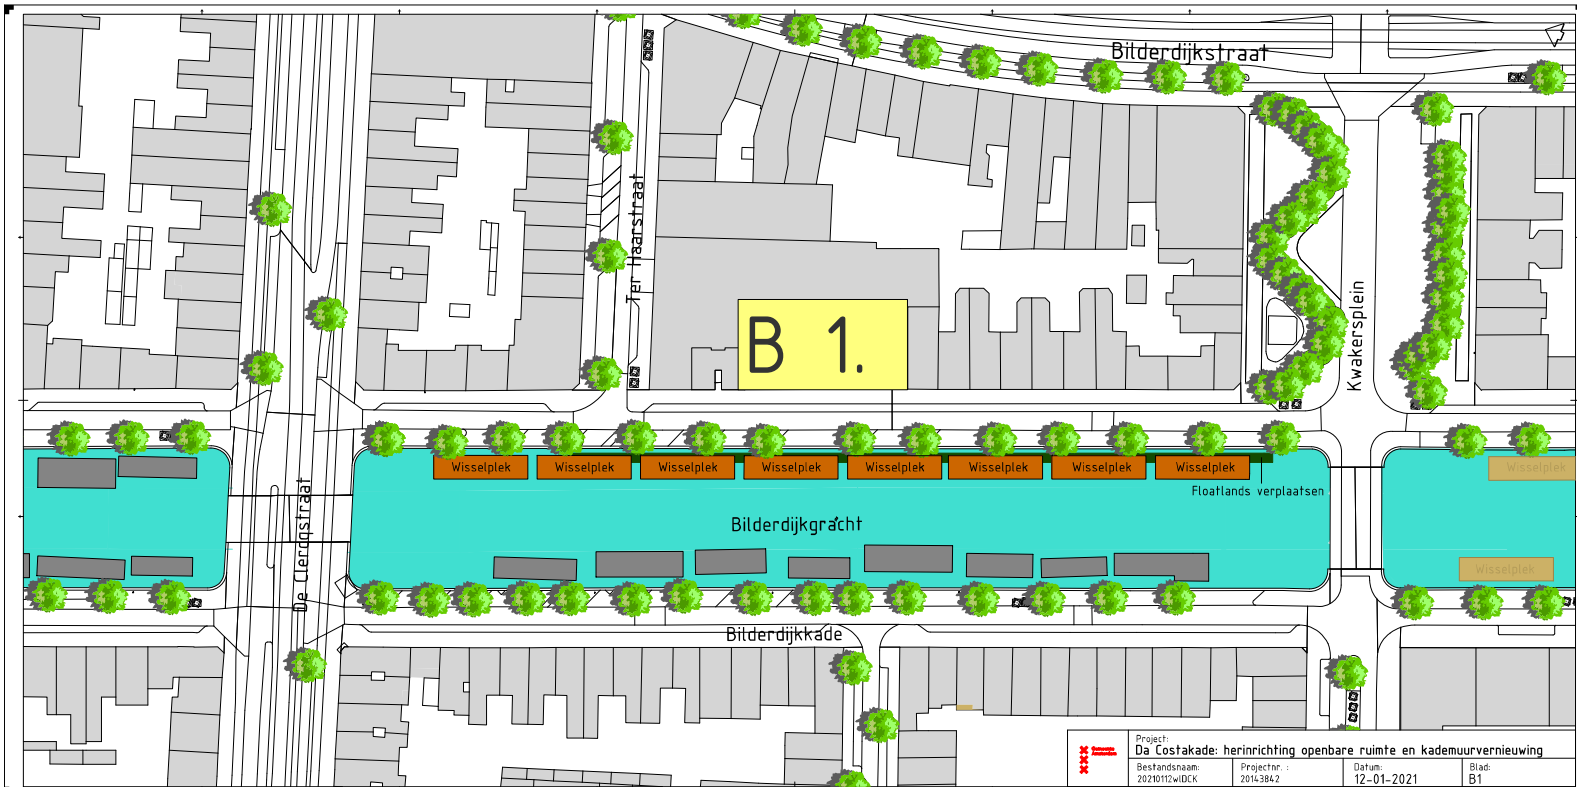 Bilderdijkstraat
Ter Haarstraat
Kwakersplein
B 1.
Wisselplek
Wisselplek
Wisselplek
Wisselplek
Wisselplek
Wisselplek
Wisselplek
Wisselplek
Wisselplek
Floatlands verplaatsen
De Clercqstraat
Bilderdijkgracht
Wisselplek
Bilderdijkkade
Gemeente
Amsterdam
Project:
Da Costakade: herinrichting openbare ruimte en kademuurvernieuwing
Bestandsnaam:
20210112wIDCK
Projectnr. :
20143842
Datum:
12-01-2021
Blad:
B1